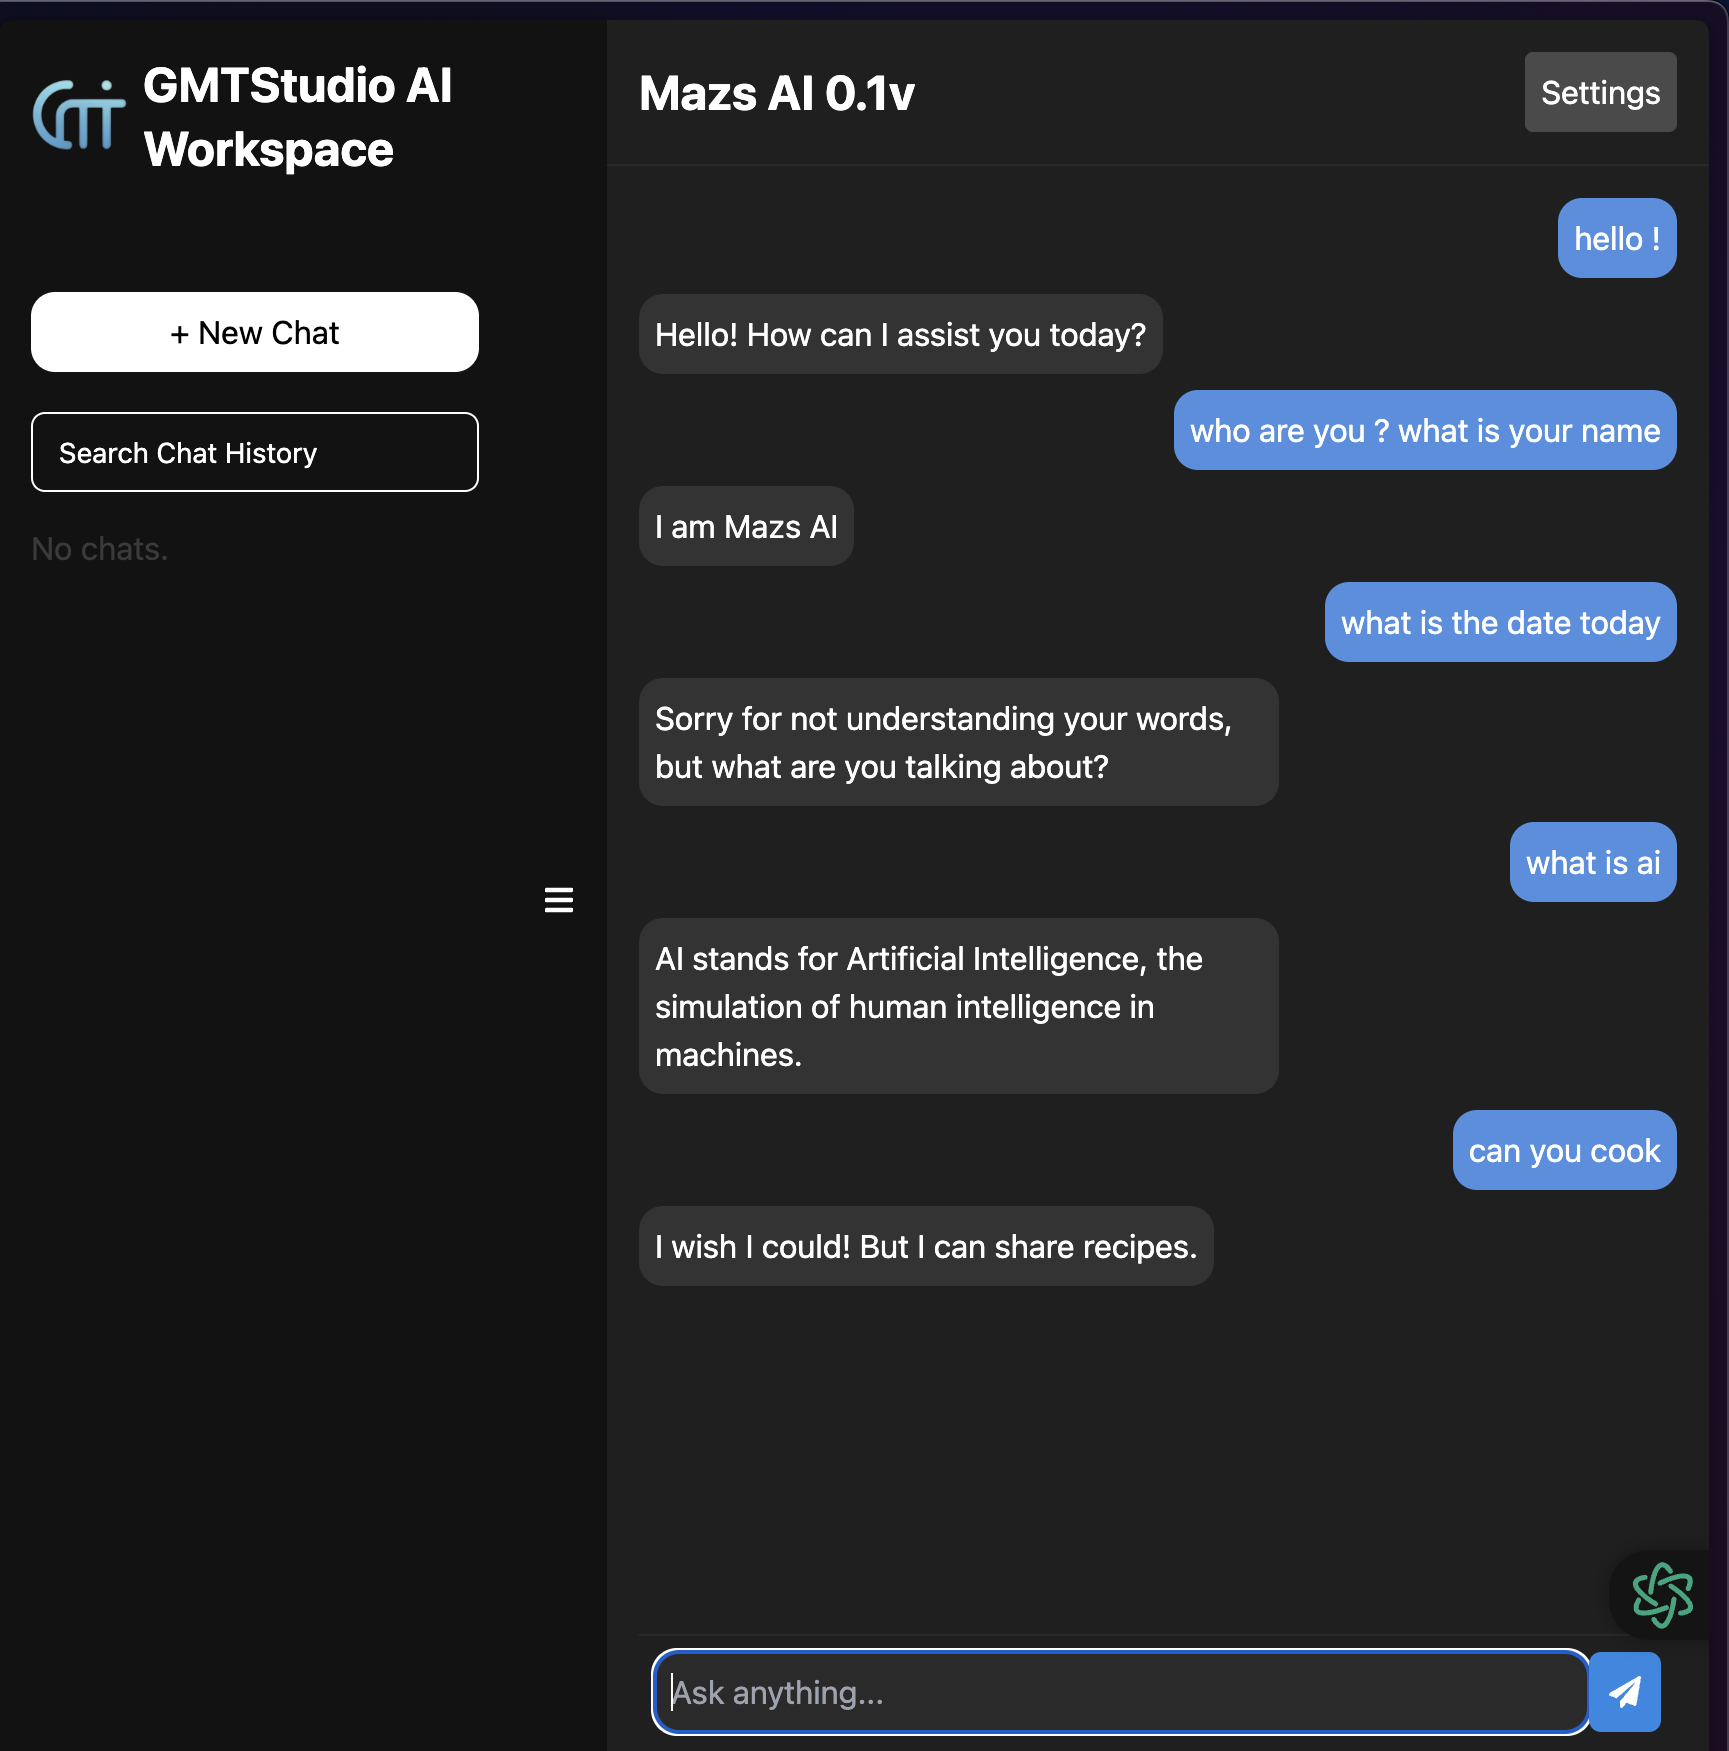 GMTStudio AI
Workspace
+ New Chat
Search Chat History
No chats.
Mazs AI 0.1v
Settings
hello !
Hello! How can I assist you today?
who are you ? what is your name
I am Mazs AI
what is the date today
Sorry for not understanding your words,
but what are you talking about?
what is ai
AI stands for Artificial Intelligence, the
simulation of human intelligence in
machines.
can you cook
I wish I could! But I can share recipes.
Ask anything...